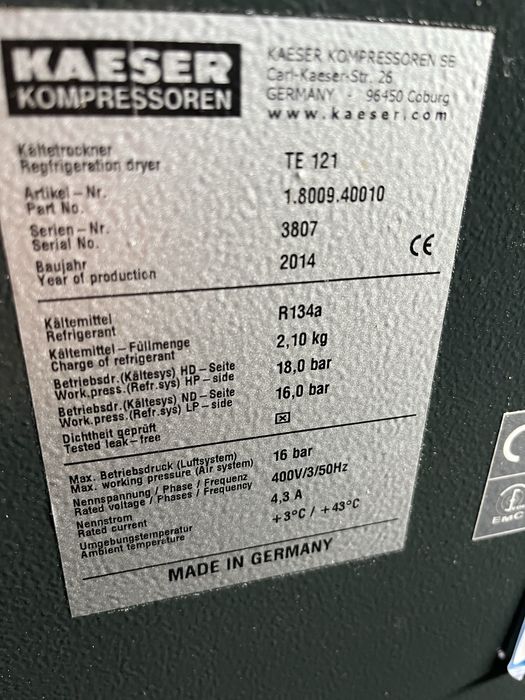 KAESER
KOMPRESSOREN
KAESER KOMPRESSOREN SE
Carl-Kaeser-Str. 26
GERMANY - 96450 Coburg
www.kaeser.com
Kältetrockner
Regfrigeration dryer
TE 121
Artikel-Nr.
Part No.
1.8009.40010
Serien-Nr.
Serial No.
3807
Baujahr
Year of production
2014
CE
Kältemittel
Refrigerant
R134a
Kältemittel-Füllmenge
Charge of refrigerant
2,10 kg
Betriebsdr.(Kältesys) HD-Seite
Work.press.(Refr.sys) HP-side
18,0 bar
Betriebsdr.(Kältesys) ND-Seite
Work.press.(Refr.sys) LP-side
16,0 bar
Dichtheit geprüft
Tested leak-free
☒
Max. Betriebsdruck (Luftsystem)
Max. working pressure (Air system)
16 bar
Nennspannung / Phase / Frequenz
Rated voltage / Phases / Frequency
400V/3/50Hz
Nennstrom
Rated current
4,3 A
Umgebungstemperatur
Ambient temperature
+3°C / +43°C
MADE IN GERMANY
EMC